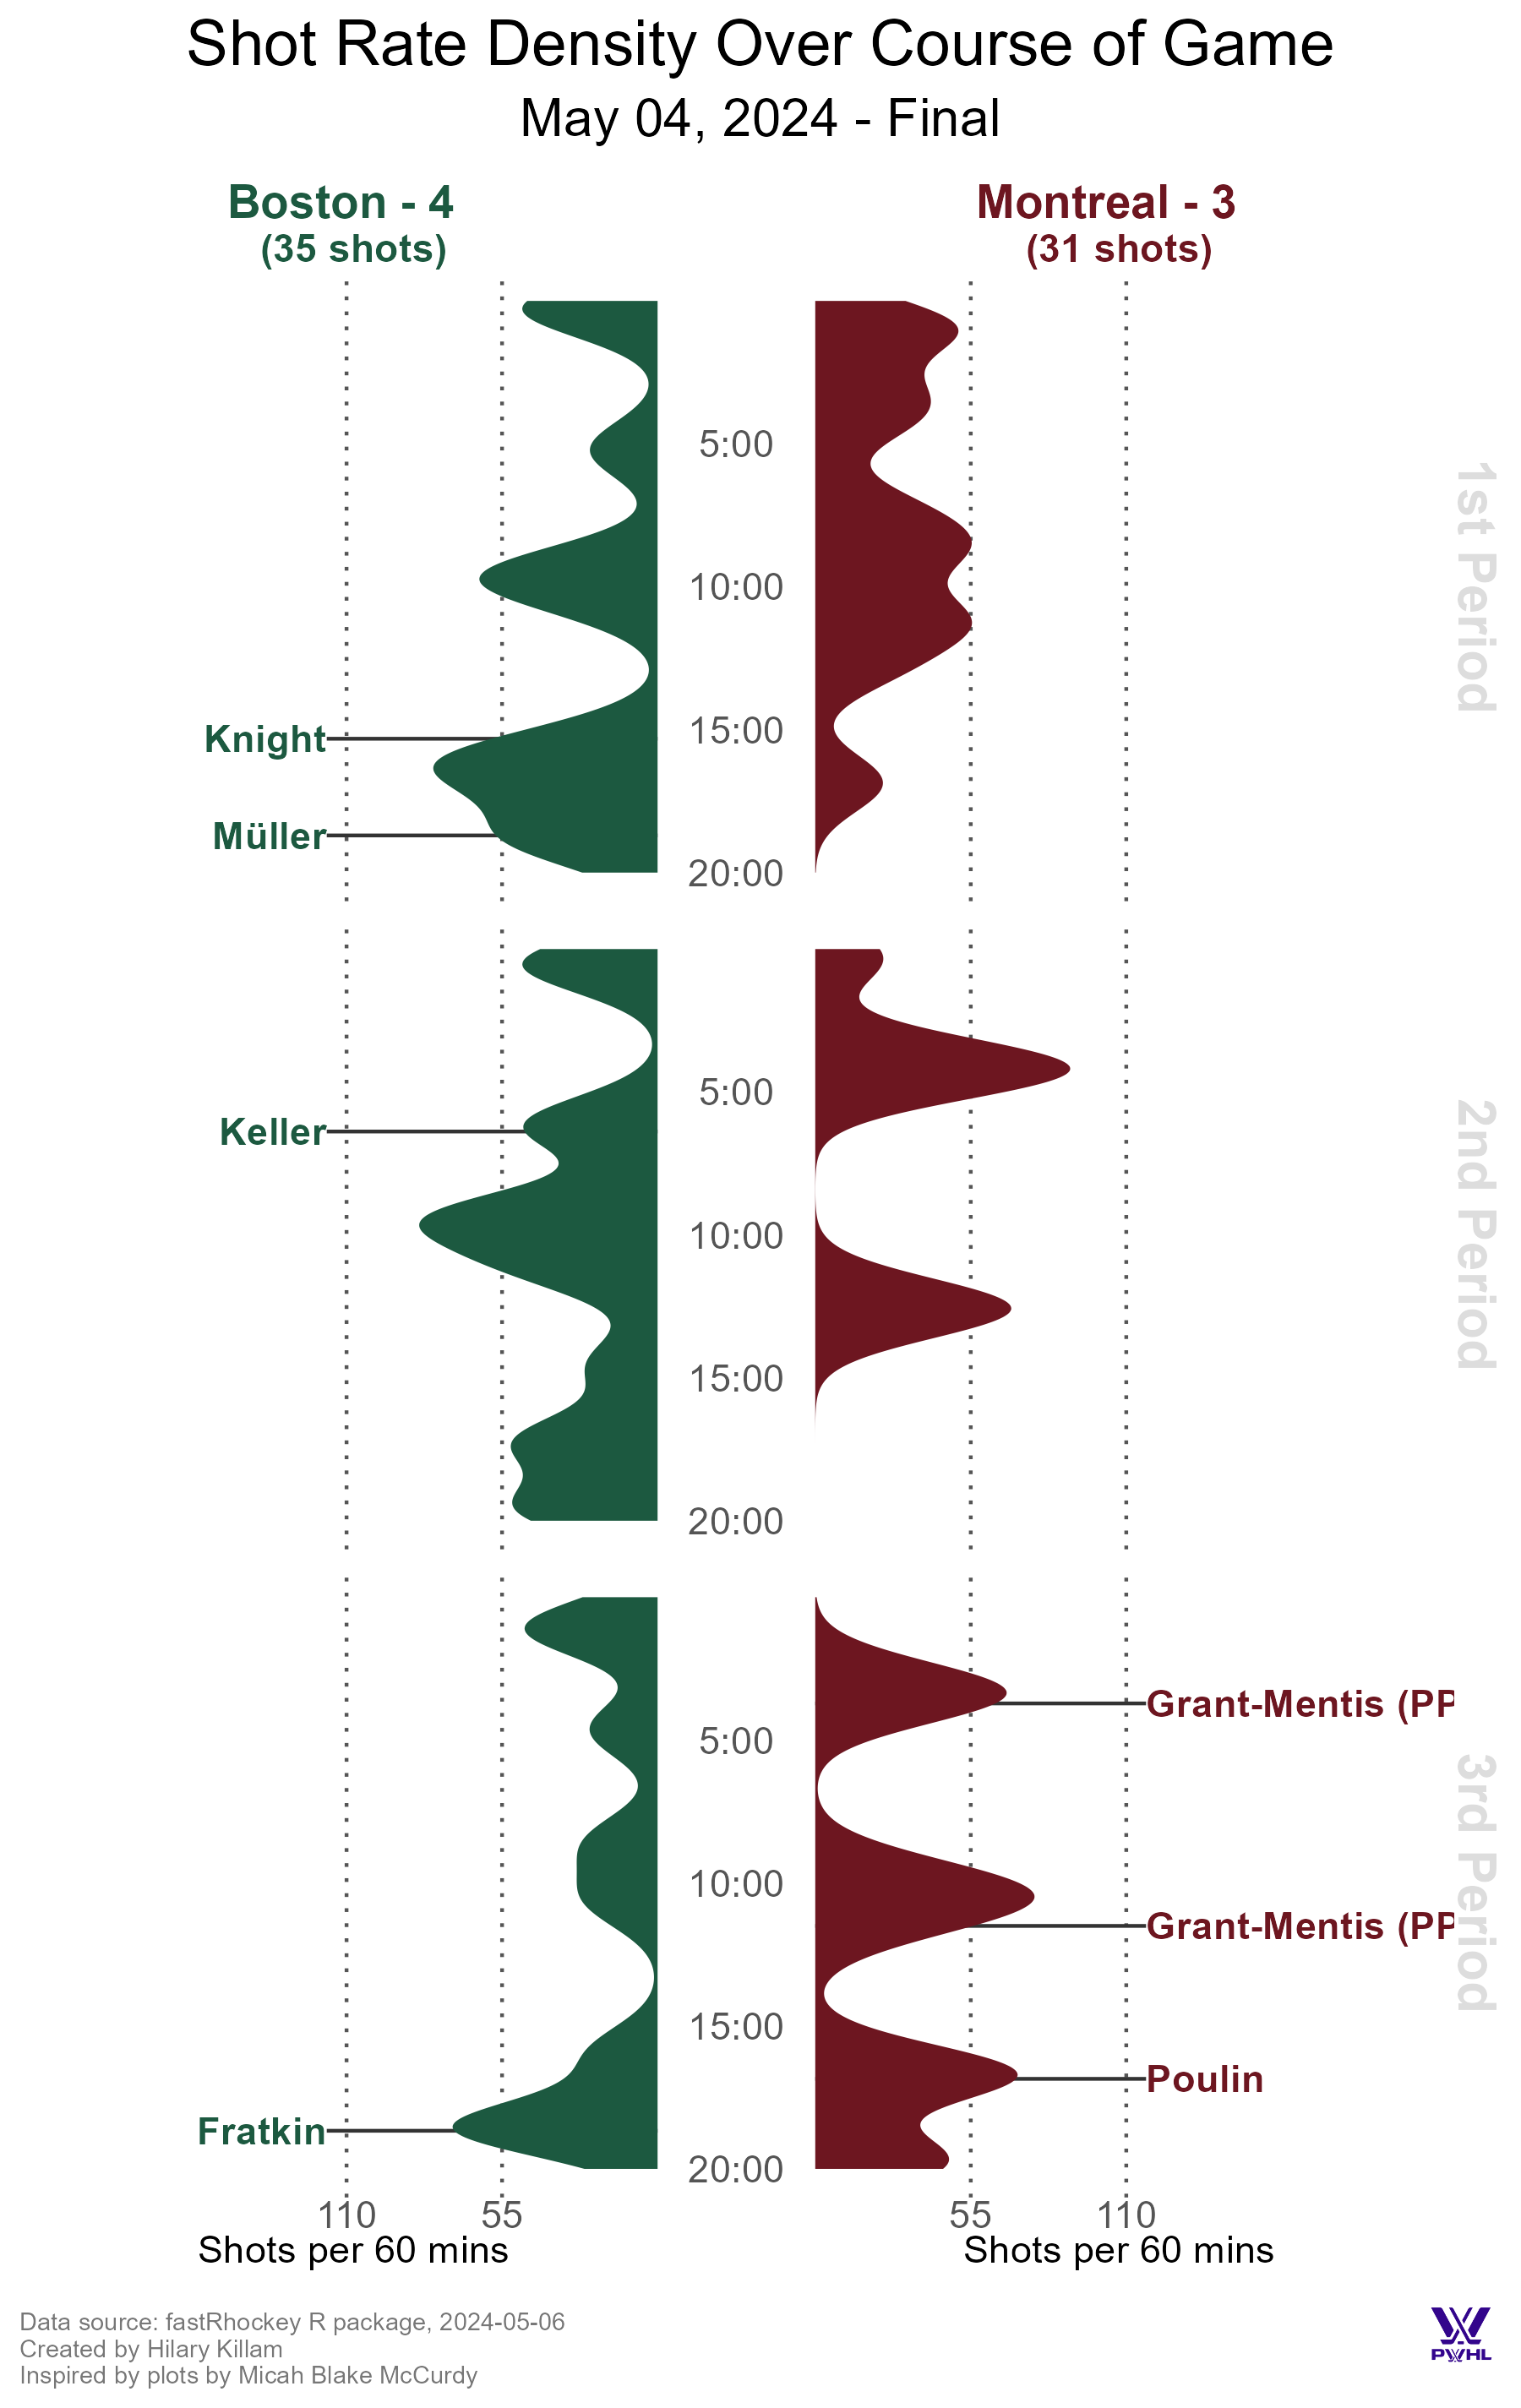 Shot Rate Density Over Course of Game
May 04, 2024 - Final
Boston - 4
(35 shots)
Montreal - 3
(31 shots)
1st Period
5:00
10:00
Knight
15:00
Müller
20:00
2nd Period
5:00
Keller
10:00
15:00
20:00
3rd Period
Grant-Mentis (PP
5:00
10:00
Grant-Mentis (PP
15:00
Poulin
Fratkin
20:00
110 55 55 110
Shots per 60 mins Shots per 60 mins
Data source: fastRhockey R package, 2024-05-06
Created by Hilary Killam
Inspired by plots by Micah Blake McCurdy
PWHL